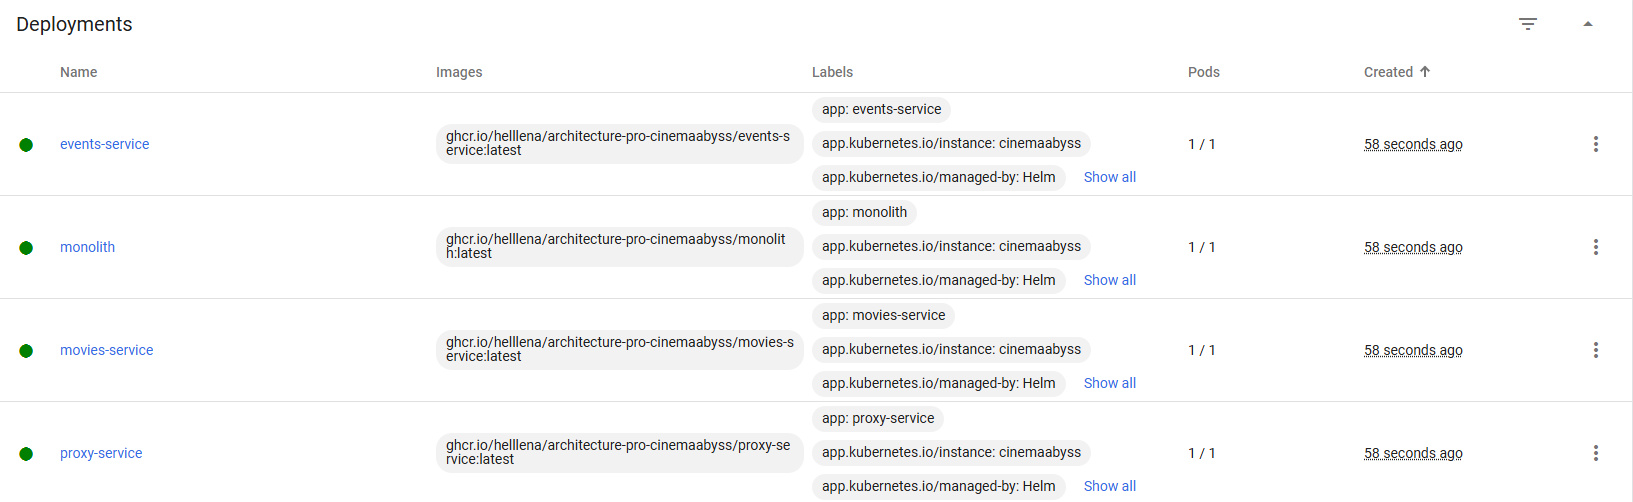 Deployments
Name Images Labels Pods Created
app: events-service
events-service ghcr.io/helllena/architecture-pro-cinemaabyss/events-s
ervice:latest app.kubernetes.io/instance: cinemaabyss 1 / 1 58 seconds ago
app.kubernetes.io/managed-by: Helm Show all
app: monolith
monolith ghcr.io/helllena/architecture-pro-cinemaabyss/monolit
h:latest app.kubernetes.io/instance: cinemaabyss 1 / 1 58 seconds ago
app.kubernetes.io/managed-by: Helm Show all
app: movies-service
movies-service ghcr.io/helllena/architecture-pro-cinemaabyss/movies-s
ervice:latest app.kubernetes.io/instance: cinemaabyss 1 / 1 58 seconds ago
app.kubernetes.io/managed-by: Helm Show all
app: proxy-service
proxy-service ghcr.io/helllena/architecture-pro-cinemaabyss/proxy-se
rvice:latest app.kubernetes.io/instance: cinemaabyss 1 / 1 58 seconds ago
app.kubernetes.io/managed-by: Helm Show all